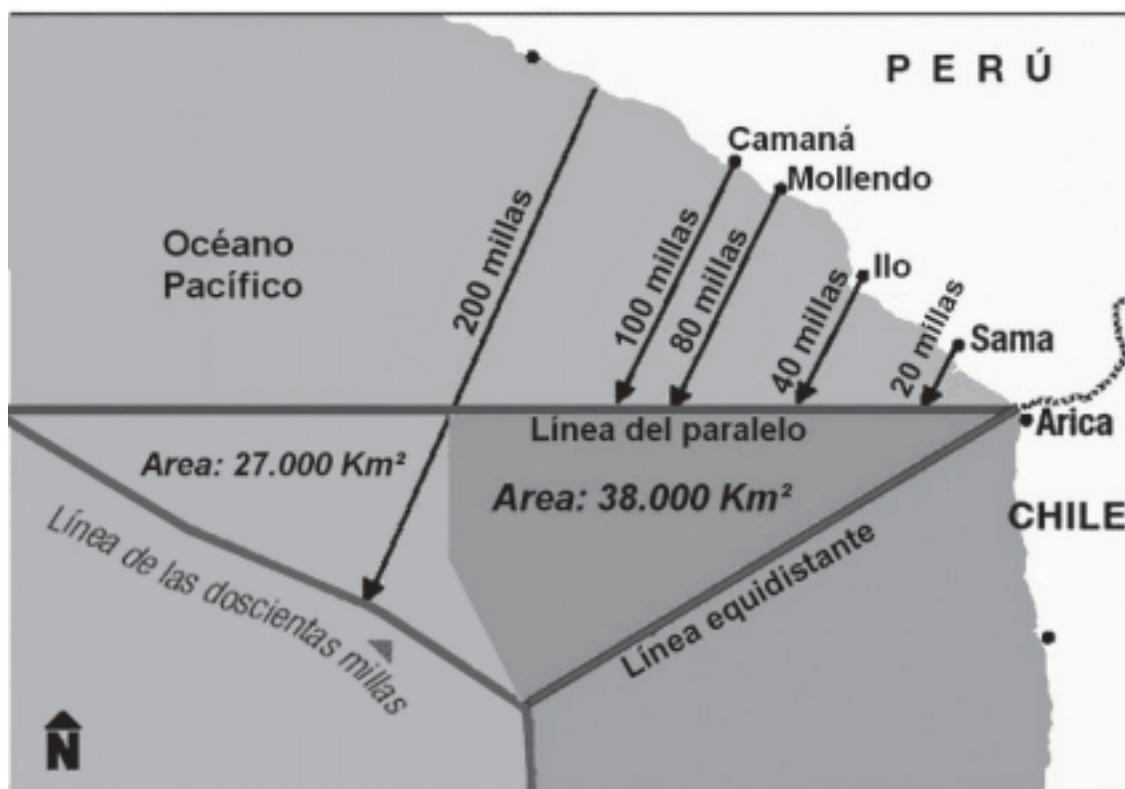 P E R Ú
Camaná
Mollendo
Océano
Pacífico
200 millas
100 millas
80 millas
Ilo
40 millas
20 millas
Sama
Línea del paralelo
Arica
Area: 27.000 Km²
Area: 38.000 Km²
CHILE
Línea de las doscientas millas
Línea equidistante
N